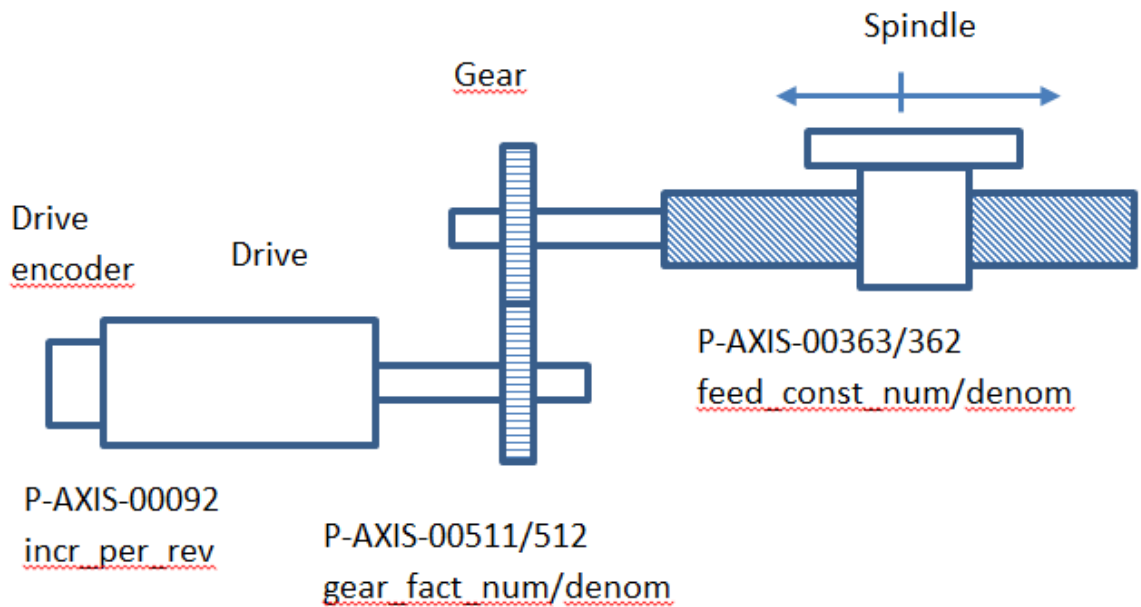 Spindle
Gear
Drive
encoder
Drive
P-AXIS-00363/362
feed_const_num/denom
P-AXIS-00092
incr_per_rev
P-AXIS-00511/512
gear_fact_num/denom